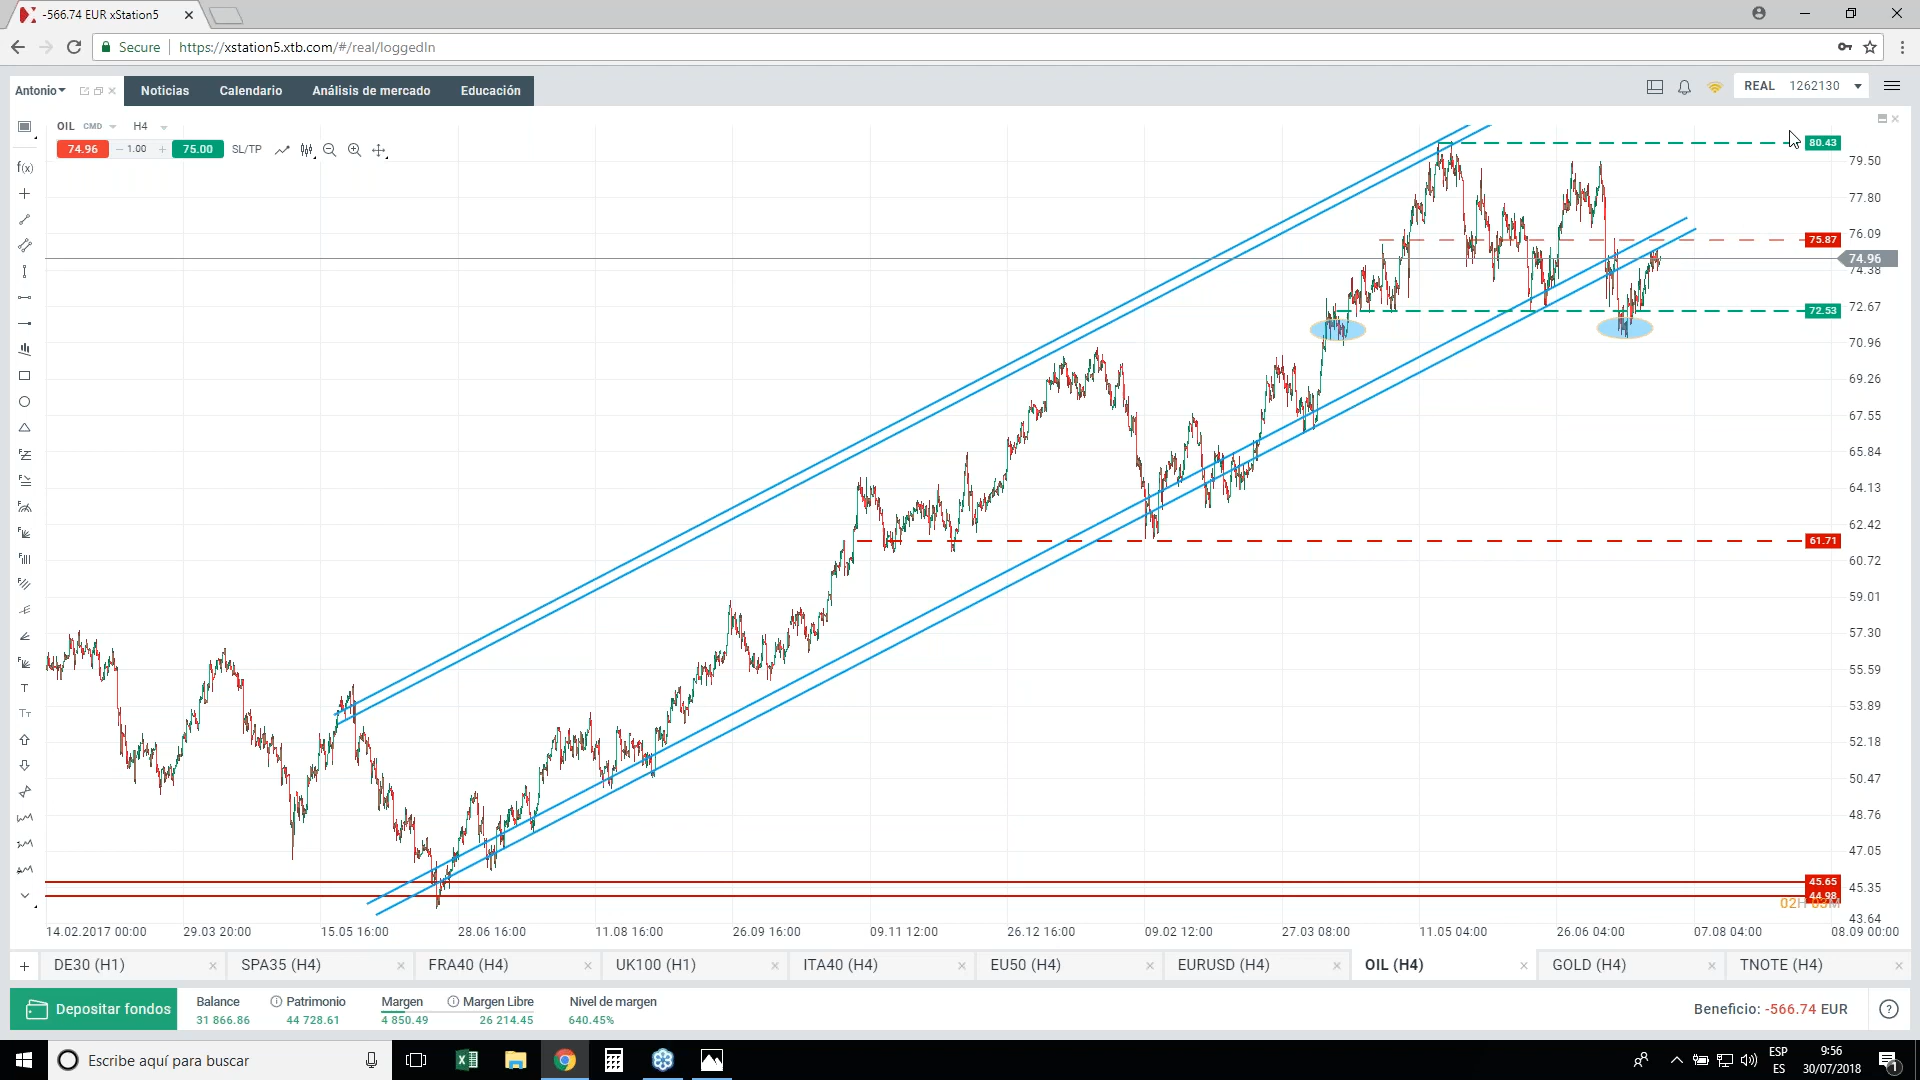 -566.74 EUR xStation5
Secure https://xstation5.xtb.com/#/real/loggedIn
Antonio Noticias Calendario Análisis de mercado Educación REAL 1262130
OIL CMD H4
74.96 1.00 75.00 SL/TP
80.43
79.50
77.80
76.09
75.87
74.96
74.38
72.67
72.53
70.96
69.26
67.55
65.84
64.13
62.42
61.71
60.72
59.01
57.30
55.59
53.89
52.18
50.47
48.76
47.05
45.65
45.35
44.98
02H 03M
43.64
14.02.2017 00:00 29.03 20:00 15.05 16:00 28.06 16:00 11.08 16:00 26.09 16:00 09.11 12:00 26.12 16:00 09.02 12:00 27.03 08:00 11.05 04:00 26.06 04:00 07.08 04:00 08.09 00:00
DE30 (H1) SPA35 (H4) FRA40 (H4) UK100 (H1) ITA40 (H4) EU50 (H4) EURUSD (H4) OIL (H4) GOLD (H4) TNOTE (H4)
Depositar fondos
Balance Patrimonio Margen Margen Libre Nivel de margen
31 866.86 44 728.61 4 850.49 26 214.45 640.45%
Beneficio: -566.74 EUR
Escribe aquí para buscar
ESP
ES
9:56
30/07/2018
1